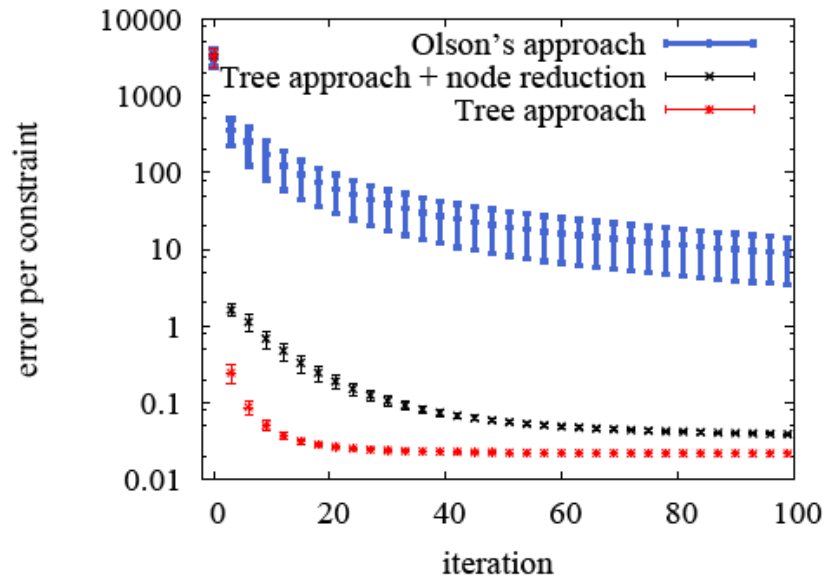 10000
1000
100
10
1
0.1
0.01
error per constraint
Olson's approach
Tree approach + node reduction
Tree approach
0 20 40 60 80 100
iteration